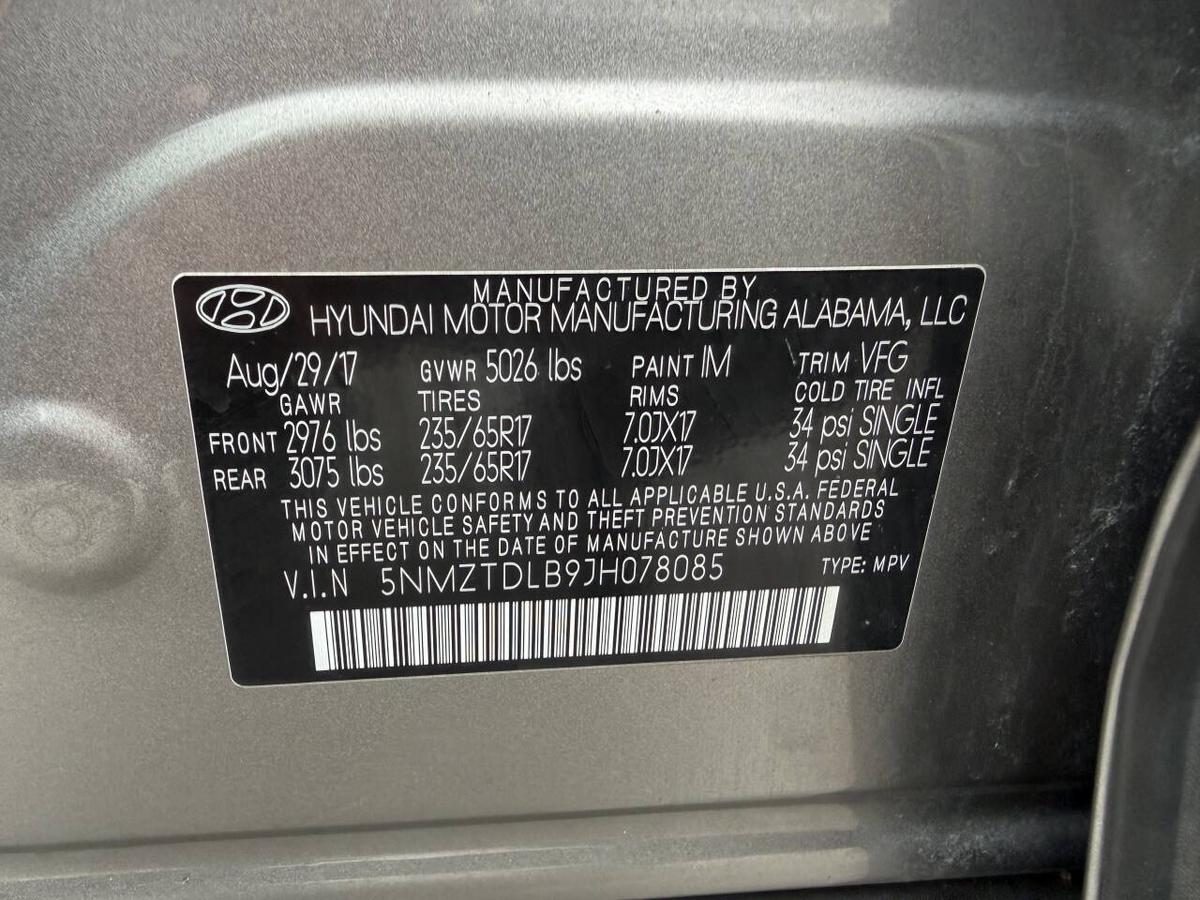 MANUFACTURED BY
HYUNDAI MOTOR MANUFACTURING ALABAMA, LLC
Aug/29/17 GVWR 5026 lbs PAINT IM TRIM VFG
GAWR TIRES RIMS COLD TIRE INFL
FRONT 2976 lbs 235/65R17 7.0JX17 34 psi SINGLE
REAR 3075 lbs 235/65R17 7.0JX17 34 psi SINGLE
THIS VEHICLE CONFORMS TO ALL APPLICABLE U.S.A. FEDERAL
MOTOR VEHICLE SAFETY AND THEFT PREVENTION STANDARDS
IN EFFECT ON THE DATE OF MANUFACTURE SHOWN ABOVE
V.I.N 5NMZTDLB9JH078085 TYPE: MPV